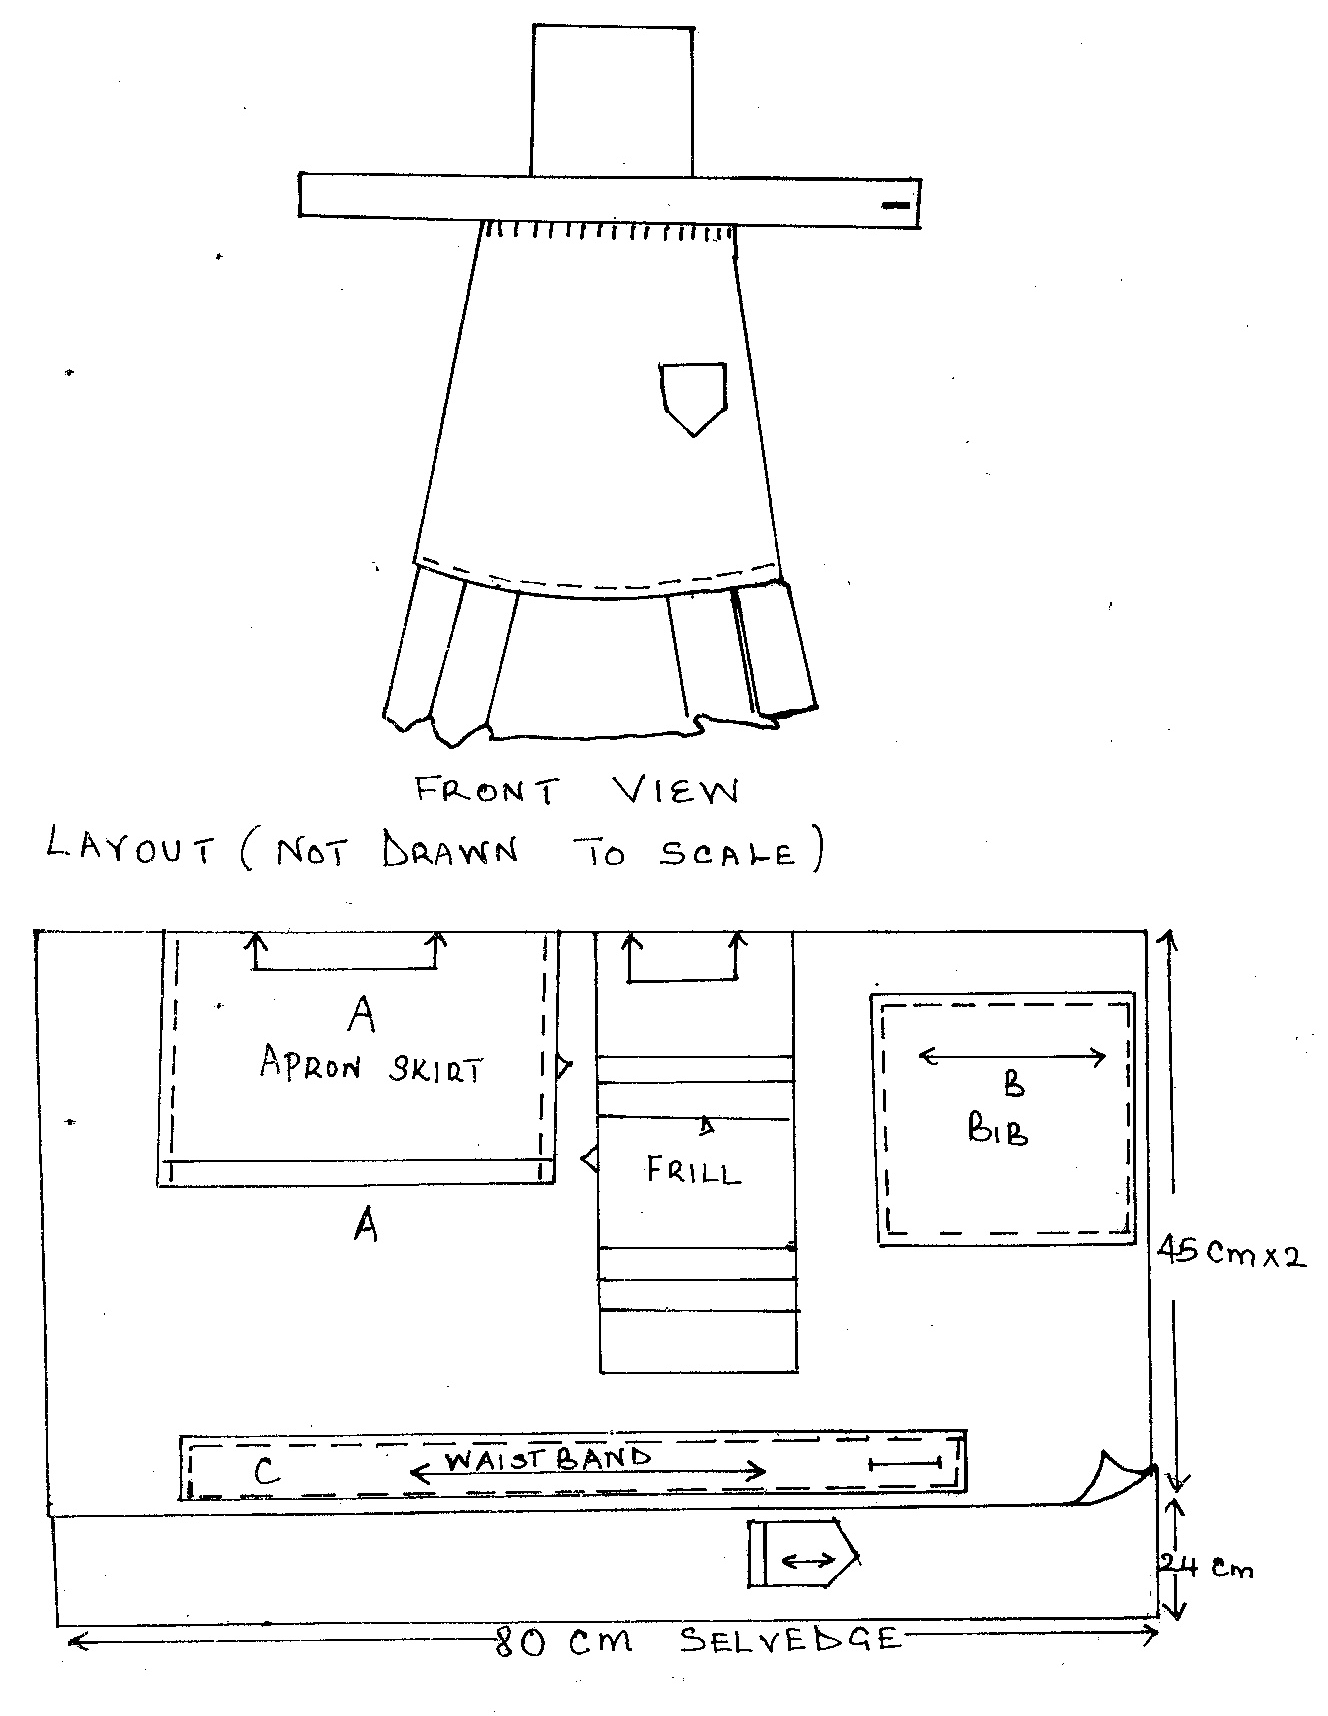 FRONT VIEW
LAYOUT (NOT DRAWN TO SCALE)
A
APRON SKIRT
A
FRILL
B
BIB
45 cm x 2
C
WAISTBAND
24 cm
80 cm SELVEDGE